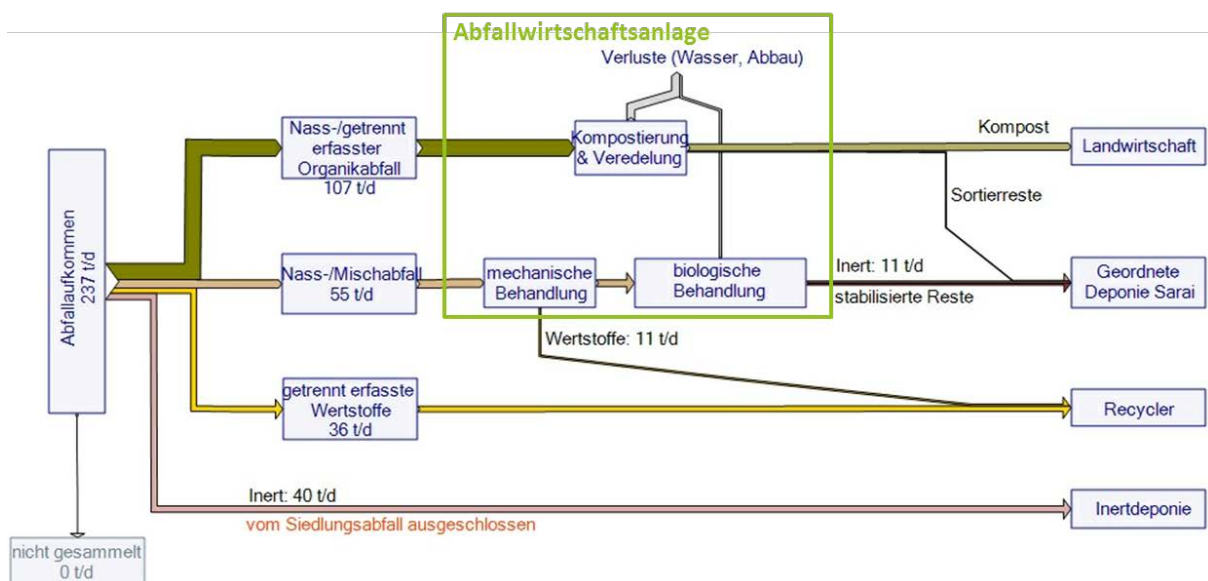 Abfallwirtschaftsanlage
Verluste (Wasser, Abbau)
Nass-/getrennt
erfasster
Organikabfall
107 t/d
Kompostierung
& Veredelung
Kompost
Landwirtschaft
Sortierreste
Abfallaufkommen
237 t/d
Nass-/Mischabfall
55 t/d
mechanische
Behandlung
biologische
Behandlung
Inert: 11 t/d
stabilisierte Reste
Geordnete
Deponie Sarai
Wertstoffe: 11 t/d
getrennt erfasste
Wertstoffe
36 t/d
Recycler
Inert: 40 t/d
vom Siedlungsabfall ausgeschlossen
Inertdeponie
nicht gesammelt
0 t/d